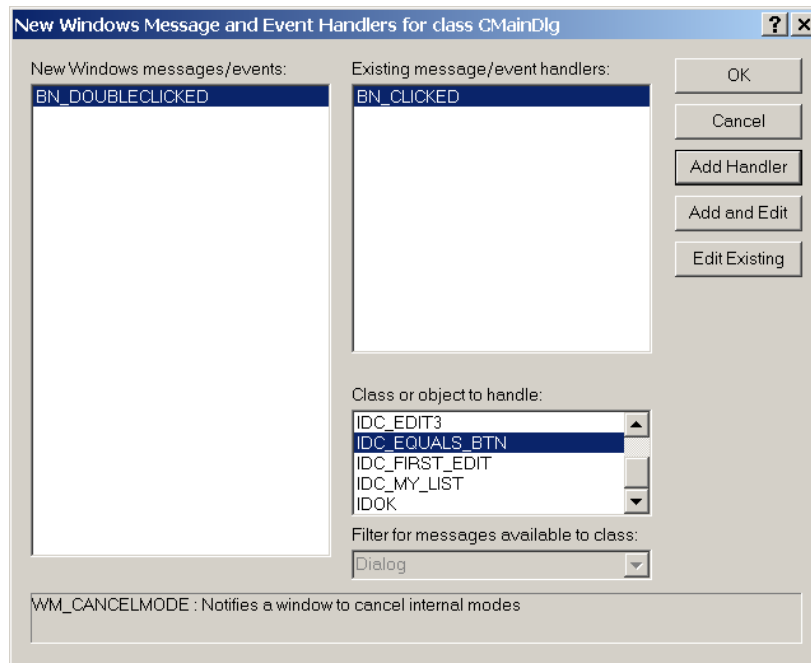 New Windows Message and Event Handlers for class CMainDlg
New Windows messages/events:
BN_DOUBLECLICKED
Existing message/event handlers:
BN_CLICKED
OK
Cancel
Add Handler
Add and Edit
Edit Existing
Class or object to handle:
IDC_EDIT3
IDC_EQUALS_BTN
IDC_FIRST_EDIT
IDC_MY_LIST
IDOK
Filter for messages available to class:
Dialog
WM_CANCELMODE : Notifies a window to cancel internal modes